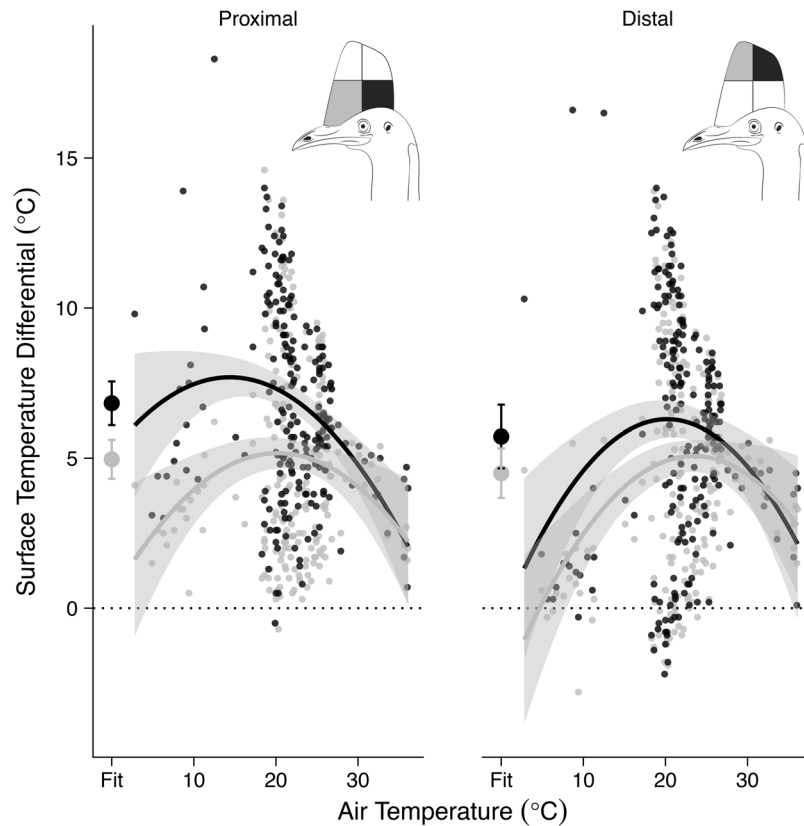 Proximal
Distal
Surface Temperature Differential (°C)
15
10
5
0
Fit
10
20
30
Fit
10
20
30
Air Temperature (°C)